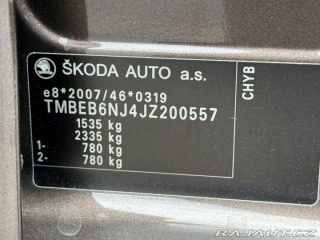 ŠKODA AUTO a.s.
e8*2007/46*0319
TMBEB6NJ4JZ200557
1535 kg
2335 kg
1- 780 kg
2- 780 kg
CHYB
RAJAUT.CZ